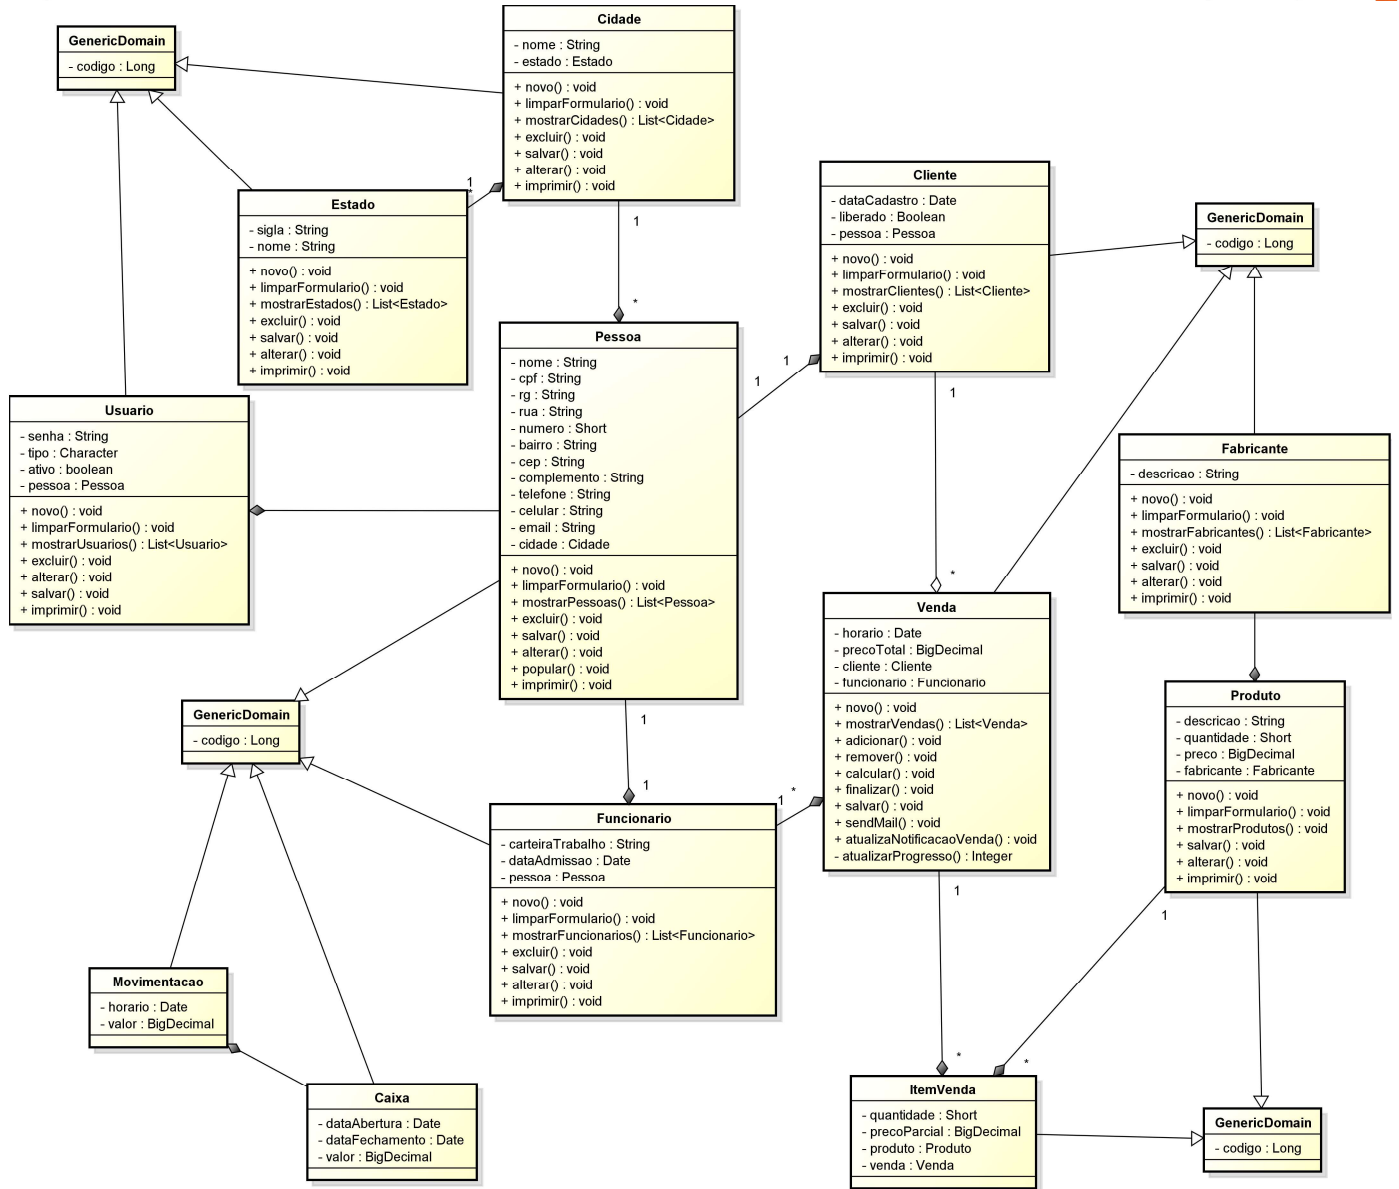 GenericDomain
- codigo : Long
Cidade
- nome : String
- estado : Estado
+ novo() : void
+ limparFormulario() : void
+ mostrarCidades() : List<Cidade>
+ excluir() : void
+ salvar() : void
+ alterar() : void
+ imprimir() : void
1
*
1
*
Estado
- sigla : String
- nome : String
+ novo() : void
+ limparFormulario() : void
+ mostrarEstados() : List<Estado>
+ excluir() : void
+ salvar() : void
+ alterar() : void
+ imprimir() : void
Cliente
- dataCadastro : Date
- liberado : Boolean
- pessoa : Pessoa
+ novo() : void
+ limparFormulario() : void
+ mostrarClientes() : List<Cliente>
+ excluir() : void
+ salvar() : void
+ alterar() : void
+ imprimir() : void
GenericDomain
- codigo : Long
Usuario
- senha : String
- tipo : Character
- ativo : boolean
- pessoa : Pessoa
+ novo() : void
+ limparFormulario() : void
+ mostrarUsuarios() : List<Usuario>
+ excluir() : void
+ alterar() : void
+ salvar() : void
+ imprimir() : void
Pessoa
- nome : String
- cpf : String
- rg : String
- rua : String
- numero : Short
- bairro : String
- cep : String
- complemento : String
- telefone : String
- celular : String
- email : String
- cidade : Cidade
+ novo() : void
+ limparFormulario() : void
+ mostrarPessoas() : List<Pessoa>
+ excluir() : void
+ salvar() : void
+ alterar() : void
+ popular() : void
+ imprimir() : void
1
1
1
*
Fabricante
- descricao : String
+ novo() : void
+ limparFormulario() : void
+ mostrarFabricantes() : List<Fabricante>
+ excluir() : void
+ salvar() : void
+ alterar() : void
+ imprimir() : void
Venda
- horario : Date
- precoTotal : BigDecimal
- cliente : Cliente
- funcionario : Funcionario
+ novo() : void
+ mostrarVendas() : List<Venda>
+ adicionar() : void
+ remover() : void
+ calcular() : void
+ finalizar() : void
+ salvar() : void
+ sendMail() : void
+ atualizaNotificacaoVenda() : void
- atualizarProgresso() : Integer
Produto
- descricao : String
- quantidade : Short
- preco : BigDecimal
- fabricante : Fabricante
+ novo() : void
+ limparFormulario() : void
+ mostrarProdutos() : void
+ salvar() : void
+ alterar() : void
+ imprimir() : void
GenericDomain
- codigo : Long
1
1
1
*
Funcionario
- carteiraTrabalho : String
- dataAdmissao : Date
- pessoa : Pessoa
+ novo() : void
+ limparFormulario() : void
+ mostrarFuncionarios() : List<Funcionario>
+ excluir() : void
+ salvar() : void
+ alterar() : void
+ imprimir() : void
1
1
*
*
Movimentacao
- horario : Date
- valor : BigDecimal
Caixa
- dataAbertura : Date
- dataFechamento : Date
- valor : BigDecimal
ItemVenda
- quantidade : Short
- precoParcial : BigDecimal
- produto : Produto
- venda : Venda
GenericDomain
- codigo : Long